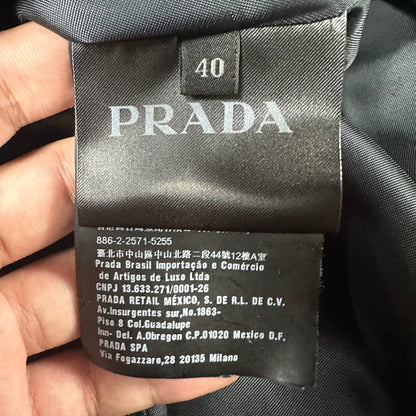 40
PRADA
886-2-2571-5255
臺北市中山區中山北路二段44號12樓A室
Prada Brasil Importação e Comércio
de Artigos de Luxo Ltda
CNPJ 13.633.271/0001-26
PRADA RETAIL MÉXICO, S. DE R.L. DE C.V.
Av.Insurgentes sur,No.1863-
Piso 8 Col.Guadalupe
Inn- Del. A.Obregon C.P.01020 Mexico D.F.
PRADA SPA
Via Fogazzaro,28 20135 Milano